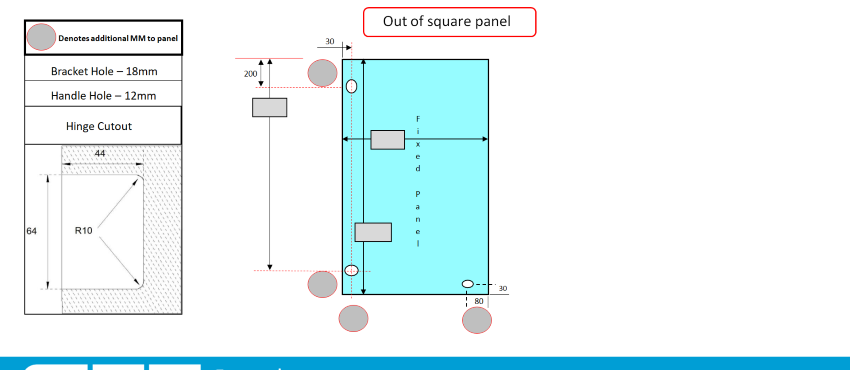 Out of square panel
Denotes additional MM to panel
Bracket Hole – 18mm
Handle Hole – 12mm
Hinge Cutout
44
64
R10
30
200
Fixed Panel
30
80